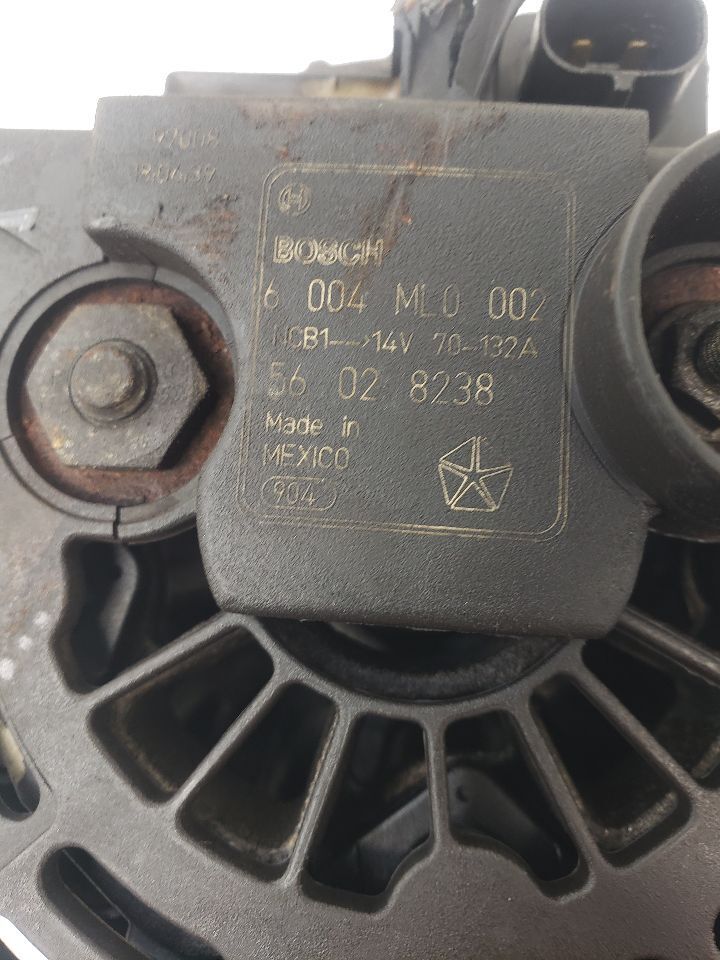 BOSCH
6 004 ML0 002
NCB1-->14V 70-132A
56 02 8238
Made in
MEXICO
904